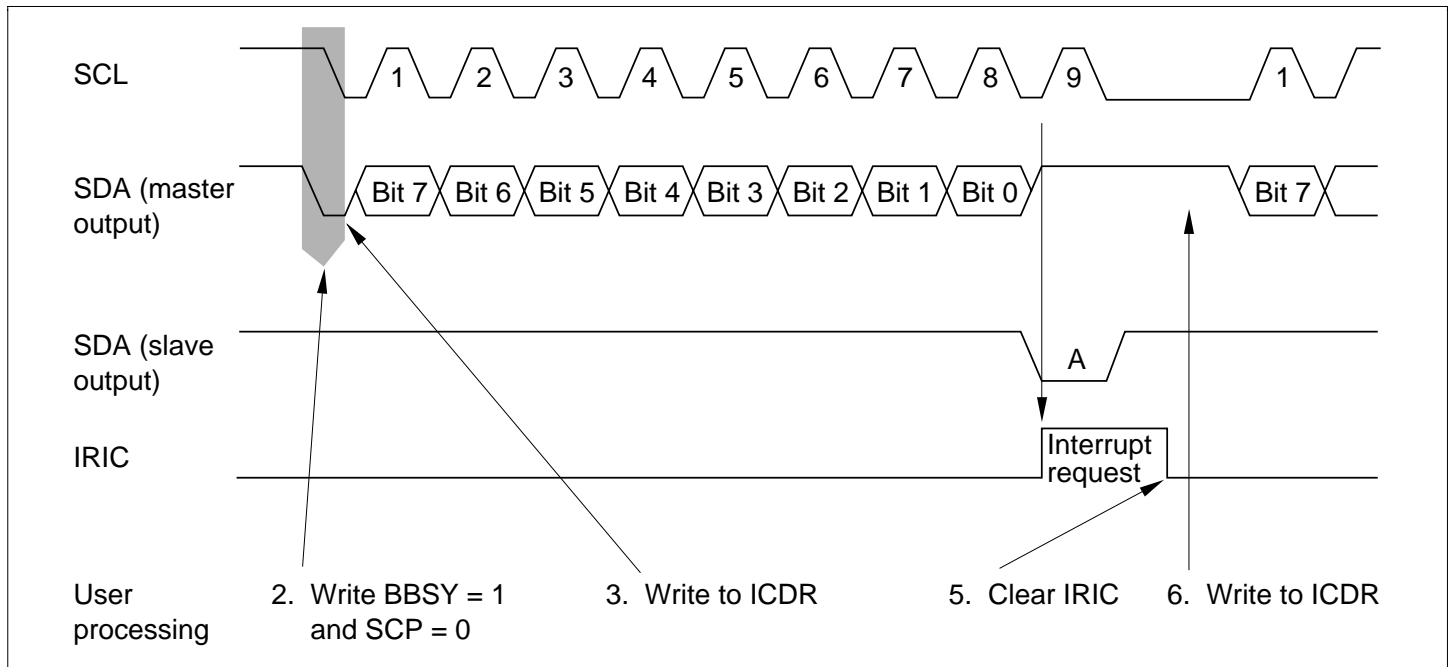 SCL
1 2 3 4 5 6 7 8 9 1
SDA (master
output)
Bit 7 Bit 6 Bit 5 Bit 4 Bit 3 Bit 2 Bit 1 Bit 0 Bit 7
SDA (slave
output)
A
IRIC
Interrupt
request
User
processing
2. Write BBSY = 1
and SCP = 0
3. Write to ICDR
5. Clear IRIC
6. Write to ICDR